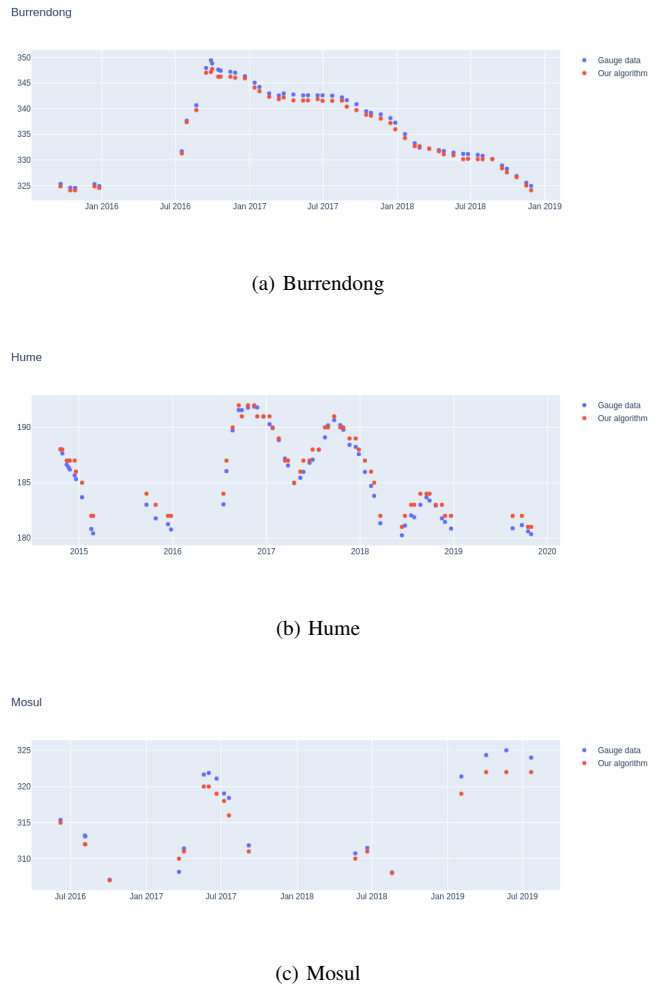 Burrendong
350
345
340
335
330
325
Jan 2016 Jul 2016 Jan 2017 Jul 2017 Jan 2018 Jul 2018 Jan 2019
Gauge data
Our algorithm
(a) Burrendong
Hume
190
185
180
2015 2016 2017 2018 2019 2020
Gauge data
Our algorithm
(b) Hume
Mosul
325
320
315
310
Jul 2016 Jan 2017 Jul 2017 Jan 2018 Jul 2018 Jan 2019 Jul 2019
Gauge data
Our algorithm
(c) Mosul